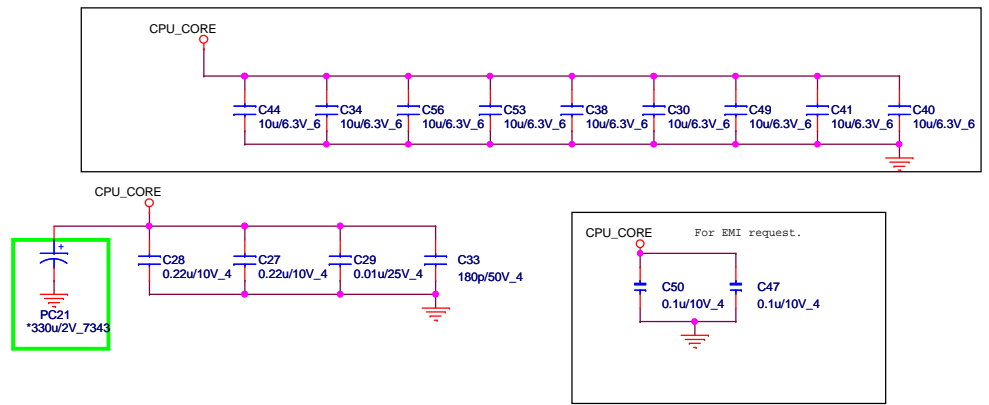 CPU_CORE
C44
10u/6.3V_6
C34
10u/6.3V_6
C56
10u/6.3V_6
C53
10u/6.3V_6
C38
10u/6.3V_6
C30
10u/6.3V_6
C49
10u/6.3V_6
C41
10u/6.3V_6
C40
10u/6.3V_6
CPU_CORE
+
PC21
*330u/2V_7343
C28
0.22u/10V_4
C27
0.22u/10V_4
C29
0.01u/25V_4
C33
180p/50V_4
CPU_CORE
For EMI request.
C50
0.1u/10V_4
C47
0.1u/10V_4